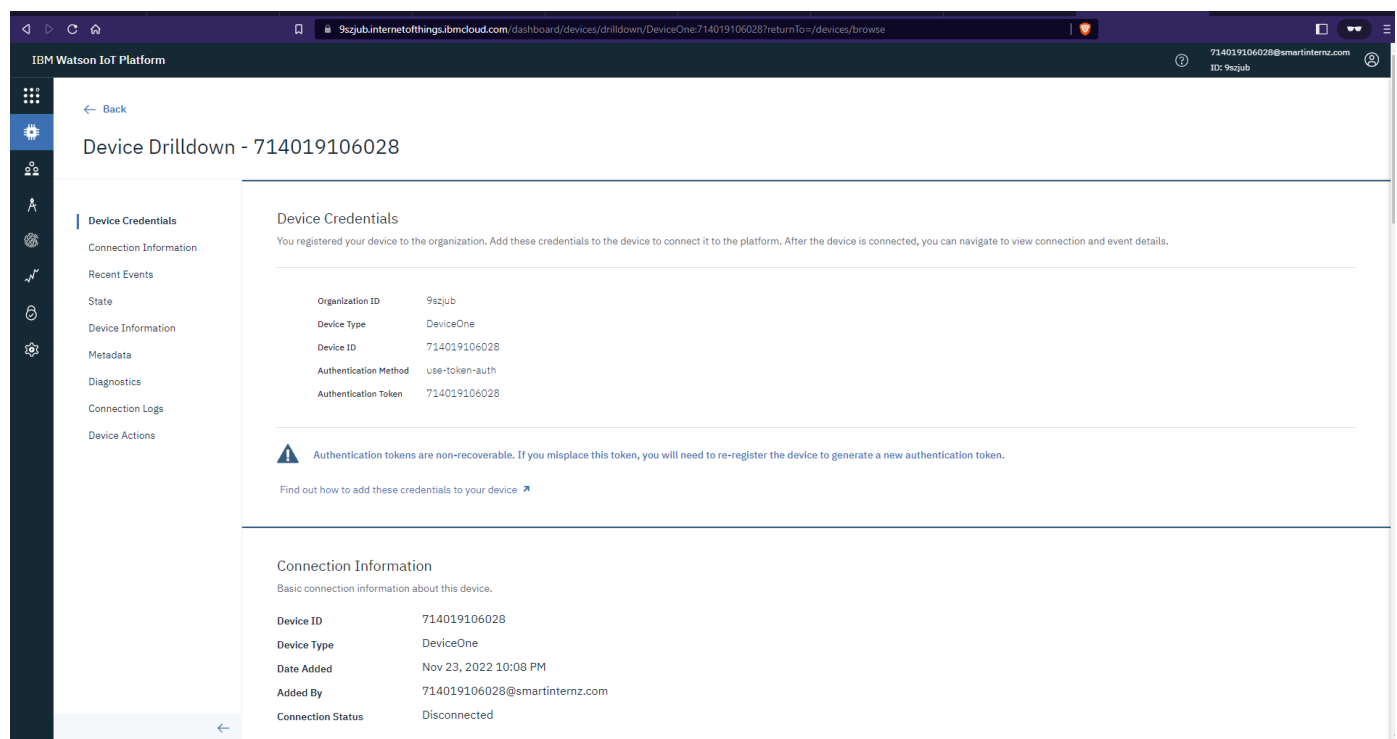 9szjub.internetofthings.ibmcloud.com/dashboard/devices/drilldown/DeviceOne:714019106028?returnTo=/devices/browse
IBM Watson IoT Platform
714019106028@smartinternz.com
ID: 9szjub
Back
Device Drilldown - 714019106028
Device Credentials
Connection Information
Recent Events
State
Device Information
Metadata
Diagnostics
Connection Logs
Device Actions
Device Credentials
You registered your device to the organization. Add these credentials to the device to connect it to the platform. After the device is connected, you can navigate to view connection and event details.
Organization ID 9szjub
Device Type DeviceOne
Device ID 714019106028
Authentication Method use-token-auth
Authentication Token 714019106028
Authentication tokens are non-recoverable. If you misplace this token, you will need to re-register the device to generate a new authentication token.
Find out how to add these credentials to your device
Connection Information
Basic connection information about this device.
Device ID 714019106028
Device Type DeviceOne
Date Added Nov 23, 2022 10:08 PM
Added By 714019106028@smartinternz.com
Connection Status Disconnected